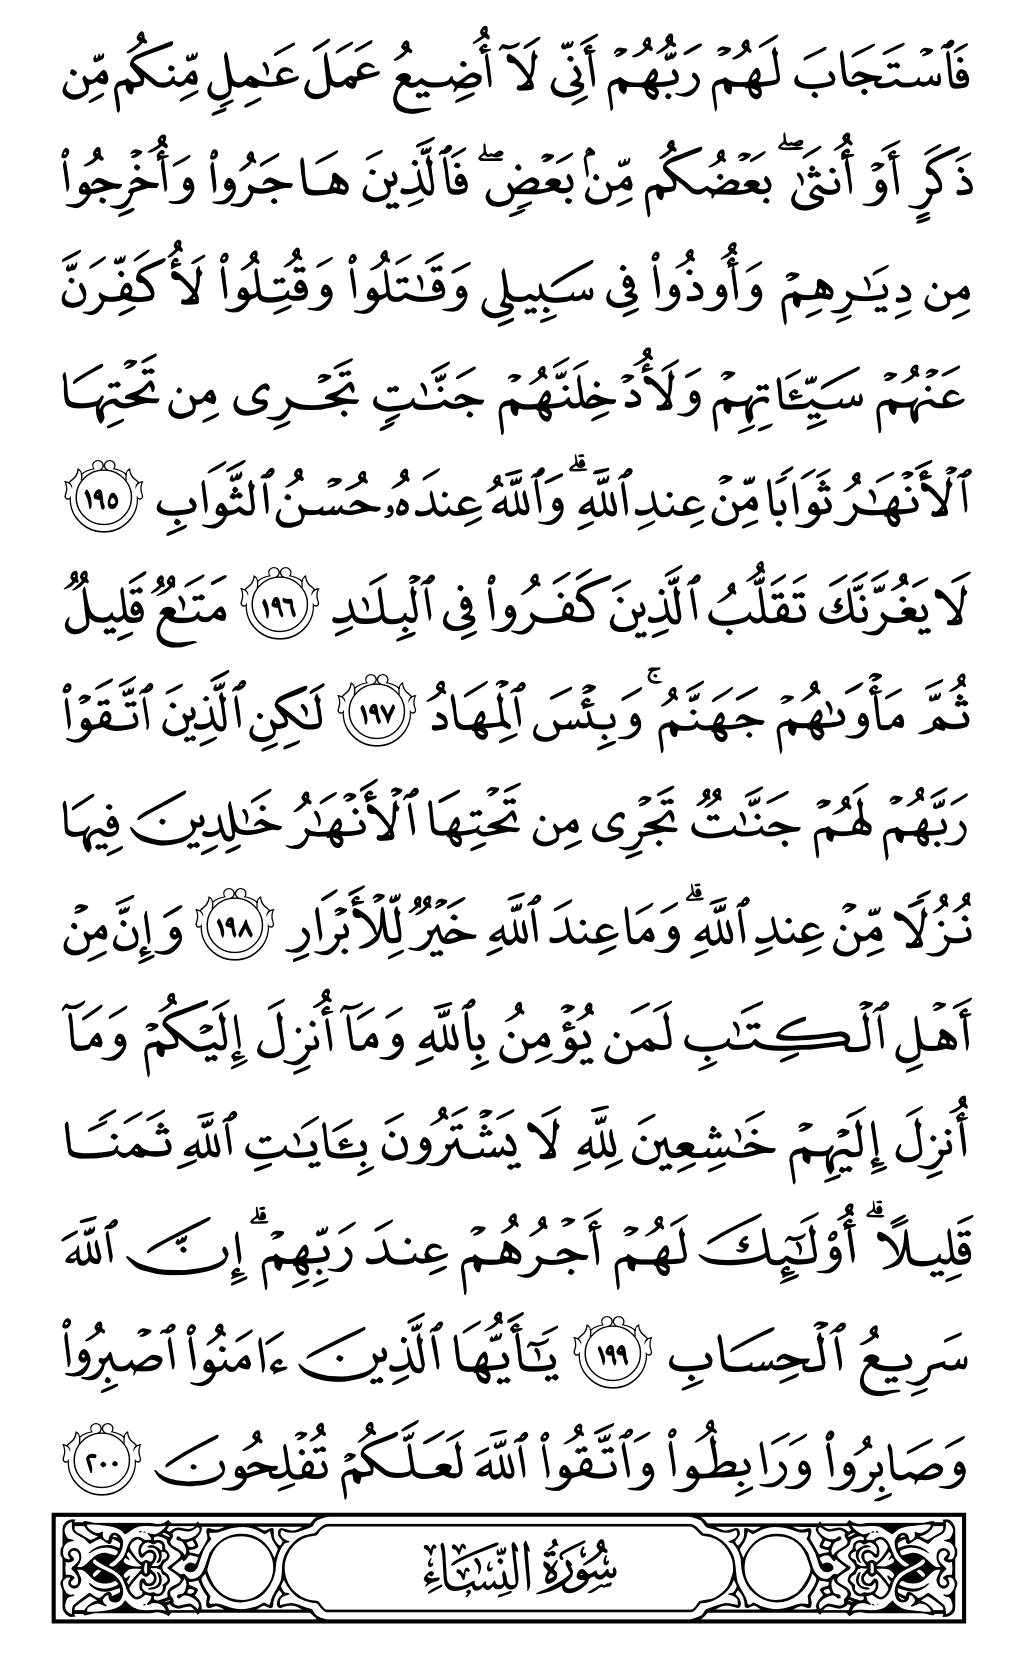 فَٱسۡتَجَابَ لَهُمۡ رَبُّهُمۡ أَنِّي لَآ أُضِيعُ عَمَلَ عَٰمِلٖ مِّنكُم مِّن
ذَكَرٍ أَوۡ أُنثَىٰۖ بَعۡضُكُم مِّنۢ بَعۡضٖۖ فَٱلَّذِينَ هَاجَرُواْ وَأُخۡرِجُواْ
مِن دِيَٰرِهِمۡ وَأُوذُواْ فِي سَبِيلِي وَقَٰتَلُواْ وَقُتِلُواْ لَأُكَفِّرَنَّ
عَنۡهُمۡ سَيِّـَٔاتِهِمۡ وَلَأُدۡخِلَنَّهُمۡ جَنَّٰتٖ تَجۡرِي مِن تَحۡتِهَا
ٱلۡأَنۡهَٰرُ ثَوَابٗا مِّنۡ عِندِ ٱللَّهِۚ وَٱللَّهُ عِندَهُۥ حُسۡنُ ٱلثَّوَابِ ١٩٥
لَا يَغُرَّنَّكَ تَقَلُّبُ ٱلَّذِينَ كَفَرُواْ فِي ٱلۡبِلَٰدِ ١٩٦ مَتَٰعٞ قَلِيلٞ
ثُمَّ مَأۡوَىٰهُمۡ جَهَنَّمُۖ وَبِئۡسَ ٱلۡمِهَادُ ١٩٧ لَٰكِنِ ٱلَّذِينَ ٱتَّقَوۡاْ
رَبَّهُمۡ لَهُمۡ جَنَّٰتٞ تَجۡرِي مِن تَحۡتِهَا ٱلۡأَنۡهَٰرُ خَٰلِدِينَ فِيهَا
نُزُلٗا مِّنۡ عِندِ ٱللَّهِۗ وَمَا عِندَ ٱللَّهِ خَيۡرٞ لِّلۡأَبۡرَارِ ١٩٨ وَإِنَّ مِنۡ
أَهۡلِ ٱلۡكِتَٰبِ لَمَن يُؤۡمِنُ بِٱللَّهِ وَمَآ أُنزِلَ إِلَيۡكُمۡ وَمَآ
أُنزِلَ إِلَيۡهِمۡ خَٰشِعِينَ لِلَّهِ لَا يَشۡتَرُونَ بِـَٔايَٰتِ ٱللَّهِ ثَمَنٗا
قَلِيلًاۚ أُوْلَٰٓئِكَ لَهُمۡ أَجۡرُهُمۡ عِندَ رَبِّهِمۡۗ إِنَّ ٱللَّهَ
سَرِيعُ ٱلۡحِسَابِ ١٩٩ يَٰٓأَيُّهَا ٱلَّذِينَ ءَامَنُواْ ٱصۡبِرُواْ
وَصَابِرُواْ وَرَابِطُواْ وَٱتَّقُواْ ٱللَّهَ لَعَلَّكُمۡ تُفۡلِحُونَ ٢٠٠
سُورَةُ النِّسَاءِ